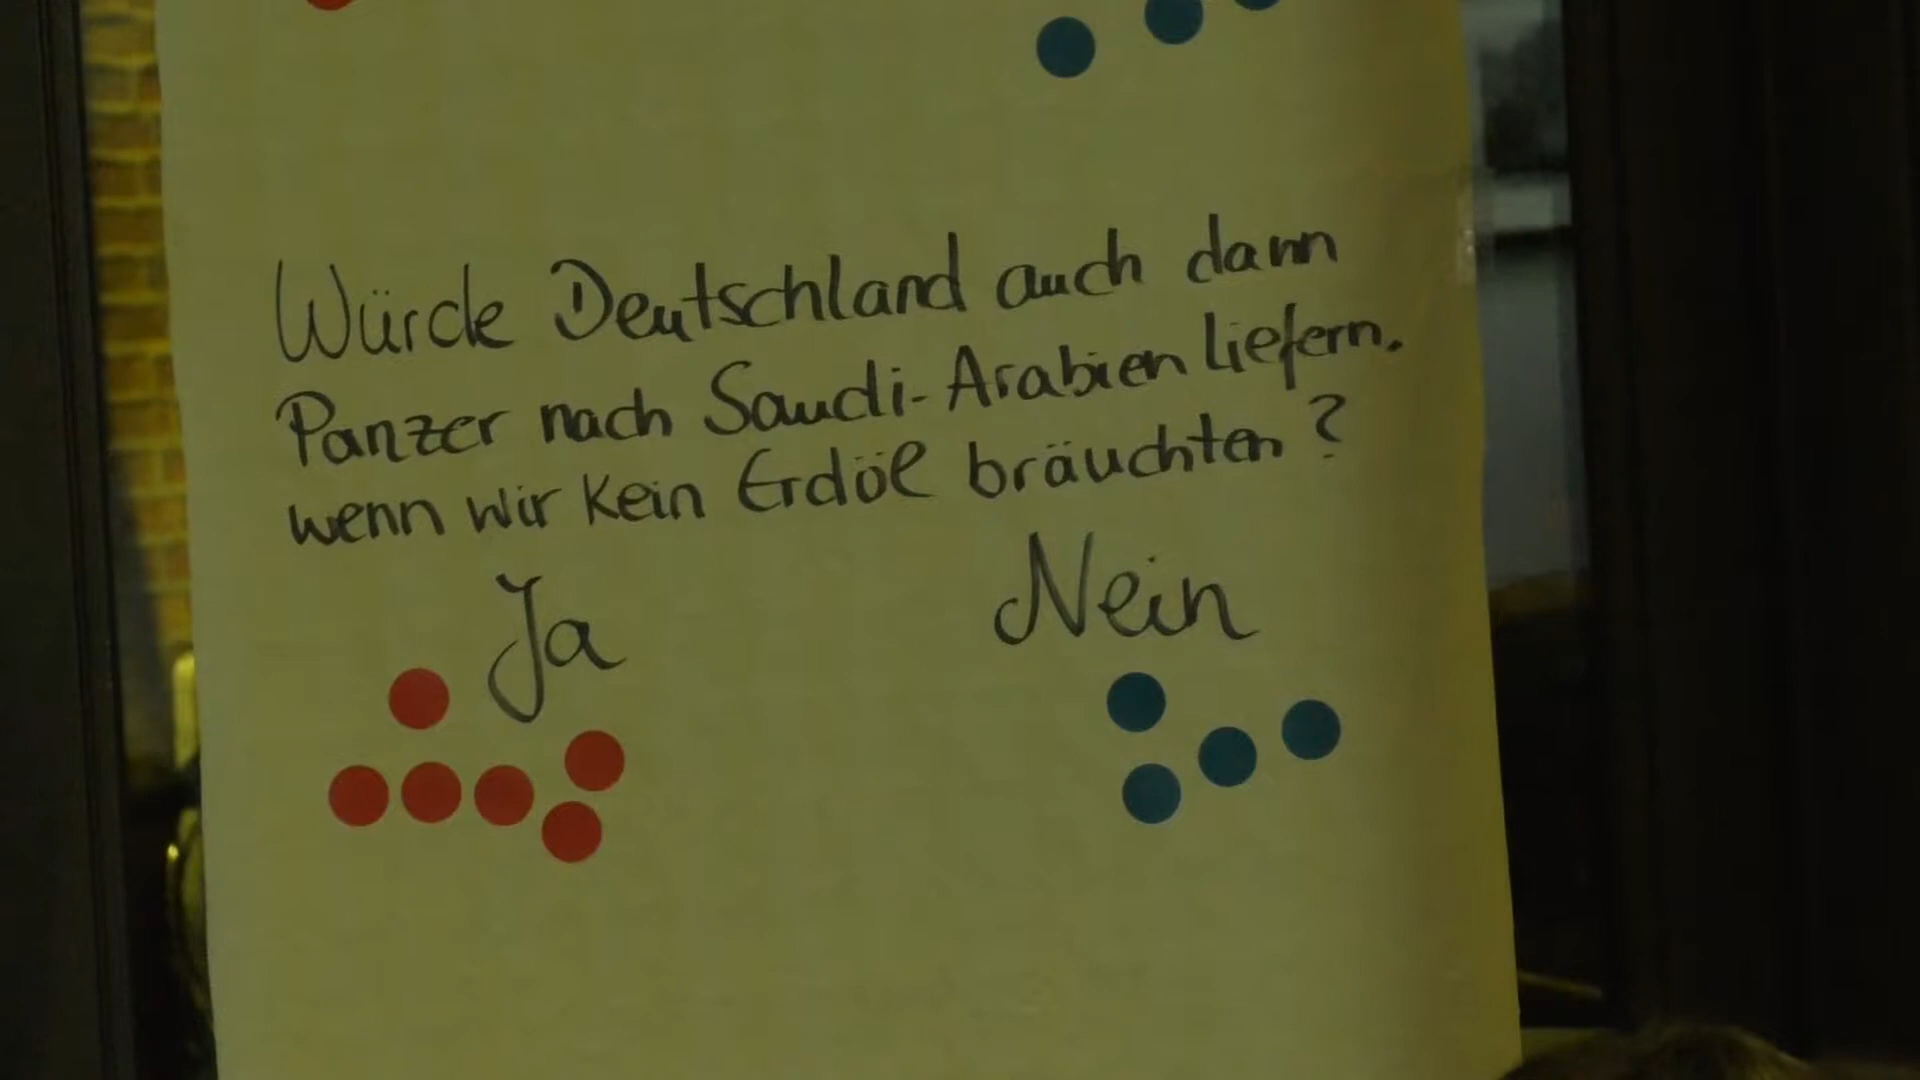 Würde Deutschland auch dann
Panzer nach Saudi-Arabien liefern,
wenn wir kein Erdöl bräuchten?
Ja
Nein